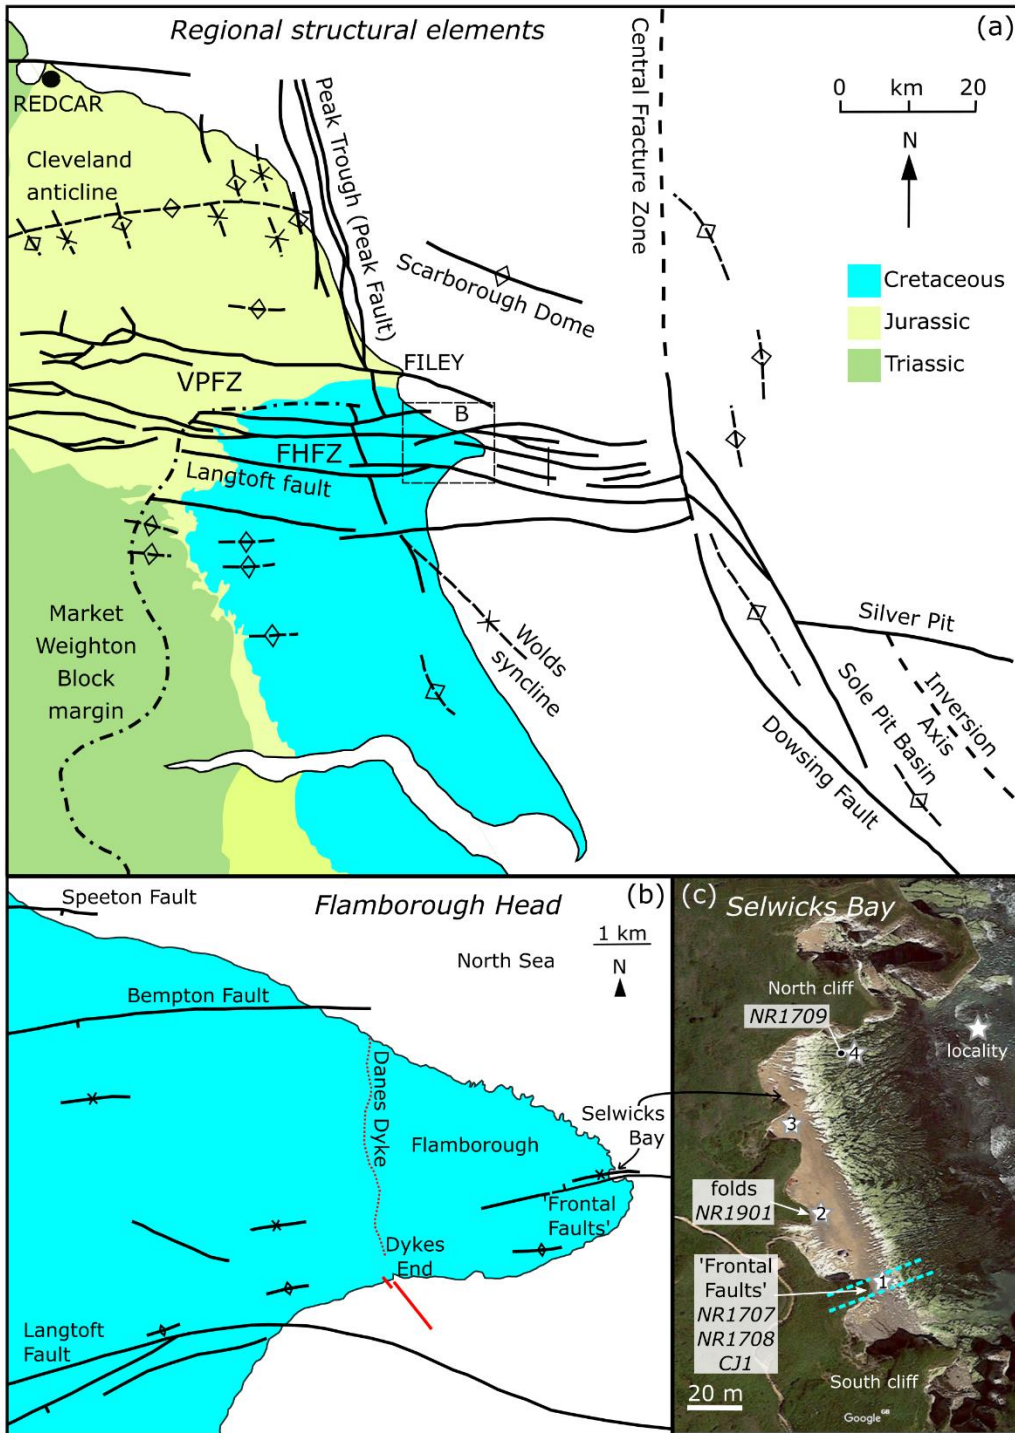 Regional structural elements
(a)
REDCAR
Cleveland
anticline
Peak Trough (Peak Fault)
Central Fracture Zone
km
0 20
N
Scarborough Dome
Cretaceous
Jurassic
Triassic
FILEY
VPFZ
B
FHFZ
Langtoft fault
Market
Weighton
Block
margin
Wolds
syncline
Silver Pit
Sole Pit Basin
Inversion
Axis
Dowsing Fault
Speeton Fault
Flamborough Head
(b)
1 km
N
North Sea
Bempton Fault
Danes Dyke
Flamborough
Selwicks
Bay
'Frontal
Faults'
Dykes
End
Langtoft
Fault
(c)
Selwicks Bay
North cliff
NR1709
4
locality
3
folds
NR1901
2
1
'Frontal
Faults'
NR1707
NR1708
CJ1
South cliff
20 m
Google GB